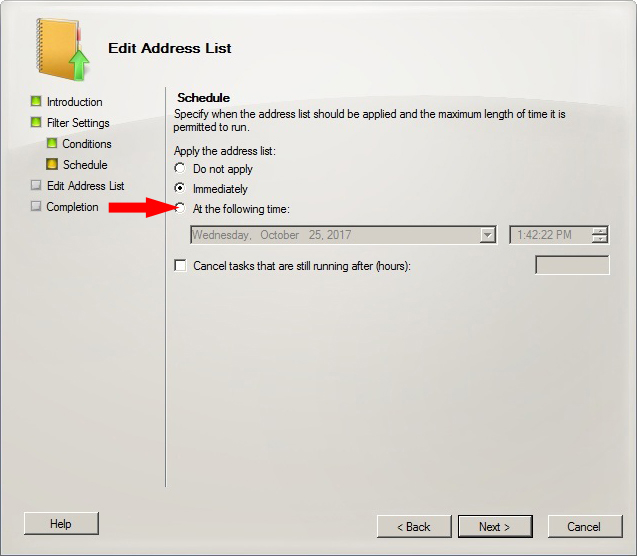 Edit Address List
Introduction
Filter Settings
Conditions
Schedule
Edit Address List
Completion
Schedule
Specify when the address list should be applied and the maximum length of time it is
permitted to run.
Apply the address list:
Do not apply
Immediately
At the following time:
Wednesday, October 25, 2017
1:42:22 PM
Cancel tasks that are still running after (hours):
Help
< Back
Next >
Cancel